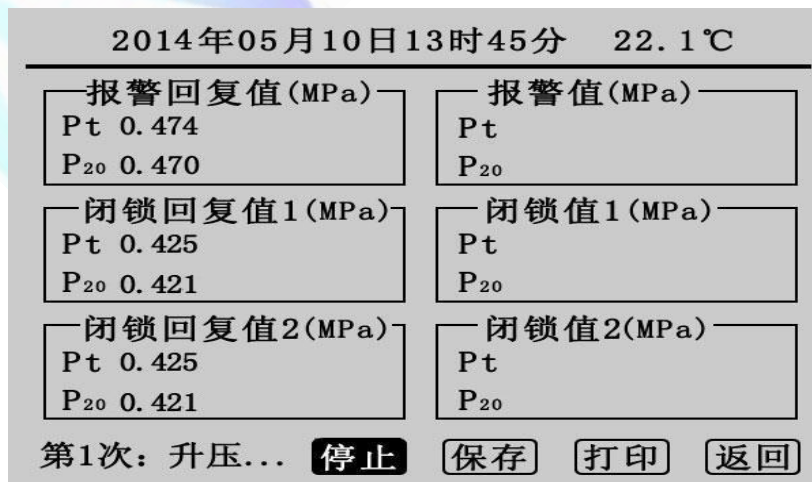 2014年05月10日13时45分 22.1℃
报警回复值(MPa) 报警值(MPa)
Pt 0.474 Pt
P₂₀ 0.470 P₂₀
闭锁回复值1(MPa) 闭锁值1(MPa)
Pt 0.425 Pt
P₂₀ 0.421 P₂₀
闭锁回复值2(MPa) 闭锁值2(MPa)
Pt 0.425 Pt
P₂₀ 0.421 P₂₀
第1次：升压... 停止 保存 打印 返回